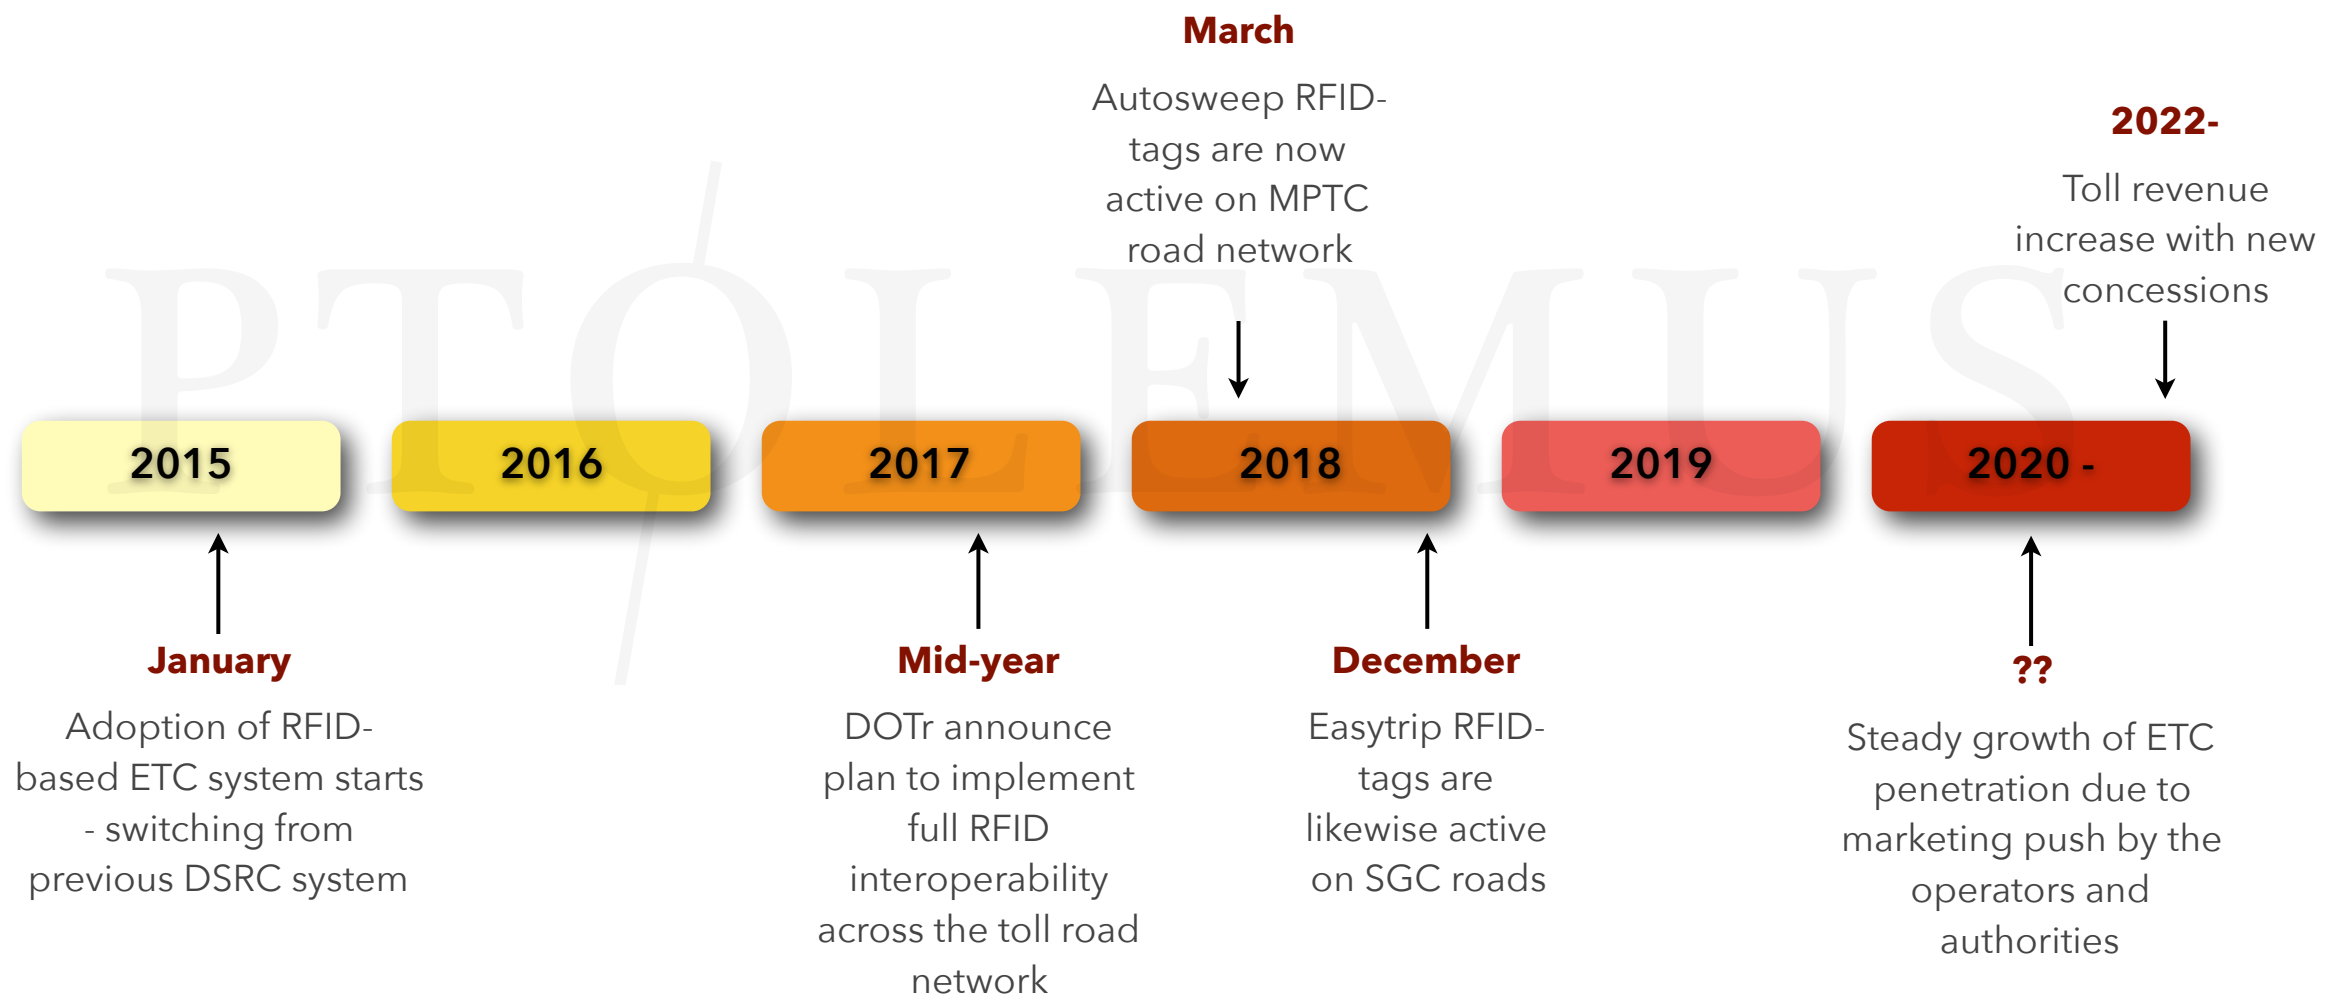 March
Autosweep RFID-
tags are now
active on MPTC
road network
2022-
Toll revenue
increase with new
concessions
PTOLEMUS
2015
2016
2017
2018
2019
2020 -
January
Adoption of RFID-
based ETC system starts
- switching from
previous DSRC system
Mid-year
DOTr announce
plan to implement
full RFID
interoperability
across the toll road
network
December
Easytrip RFID-
tags are
likewise active
on SGC roads
??
Steady growth of ETC
penetration due to
marketing push by the
operators and
authorities